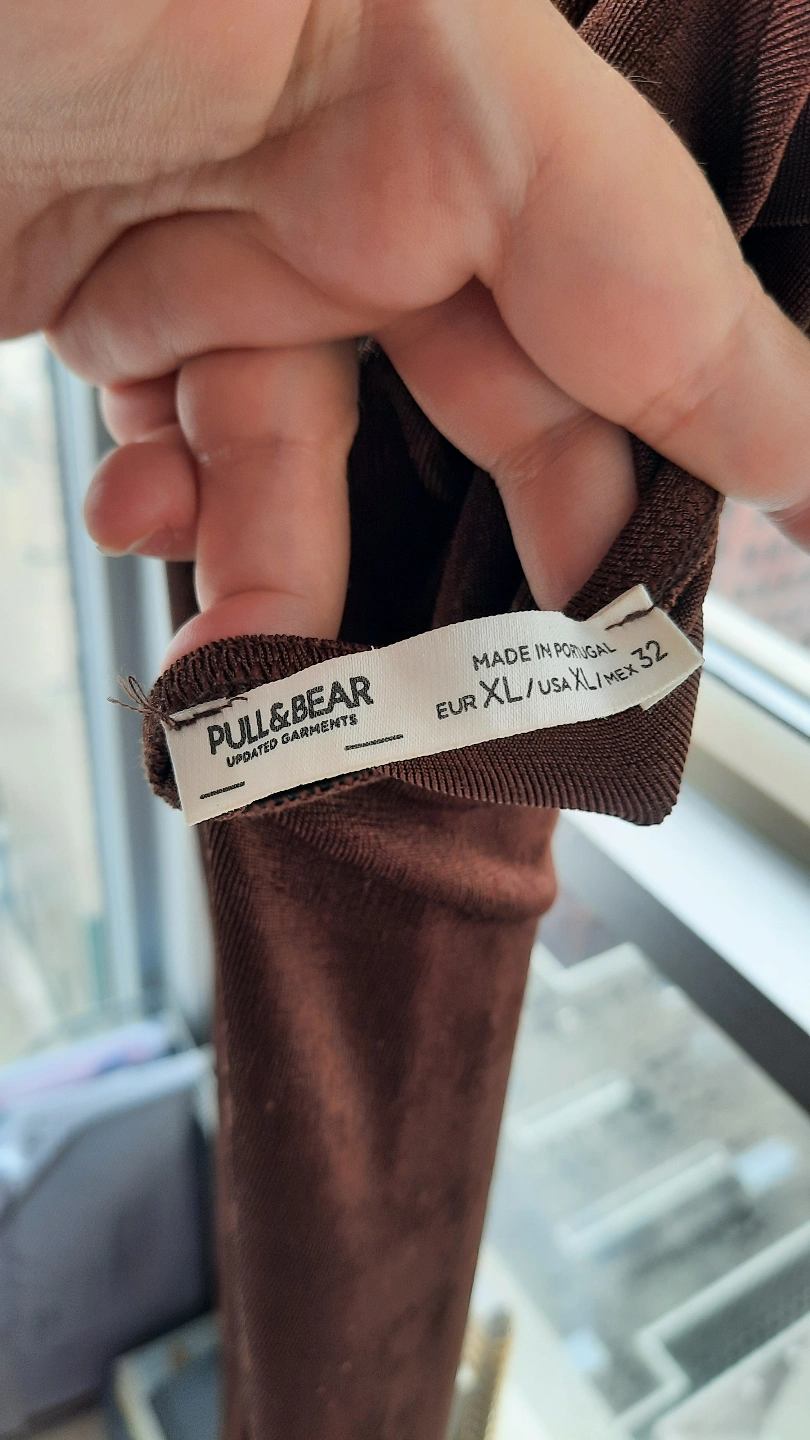 PULL&BEAR
UPDATED GARMENTS
MADE IN PORTUGAL
EUR XL/USA XL/MEX 32